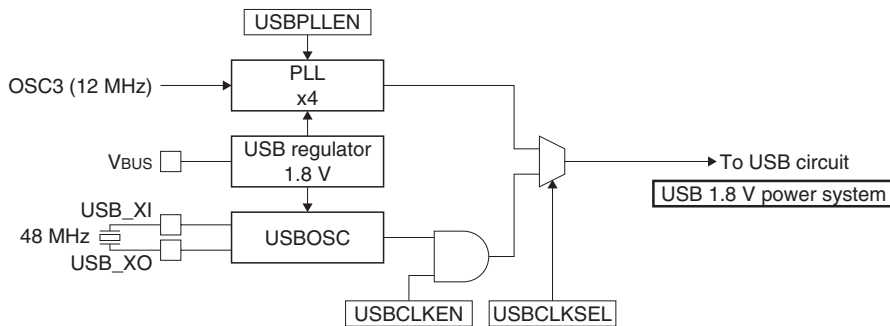 USBPLLEN
OSC3 (12 MHz)
PLL
x4
VBUS
USB regulator
1.8 V
To USB circuit
USB 1.8 V power system
USB_XI
48 MHz
USB_XO
USBOSC
USBCLKEN
USBCLKSEL